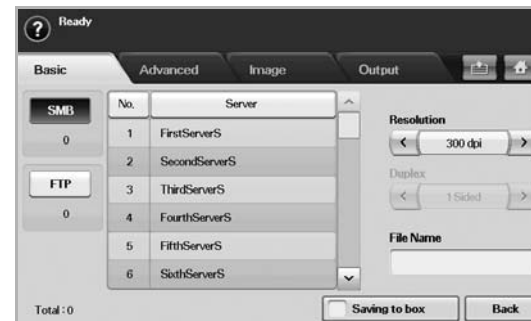 ? Ready
Basic Advanced Image Output
SMB
0
FTP
0
No. Server
1 FirstServerS
2 SecondServerS
3 ThirdServerS
4 FourthServerS
5 FifthServerS
6 SixthServerS
Resolution
< 300 dpi >
Duplex
< 1 Sided >
File Name
Total : 0
Saving to box
Back